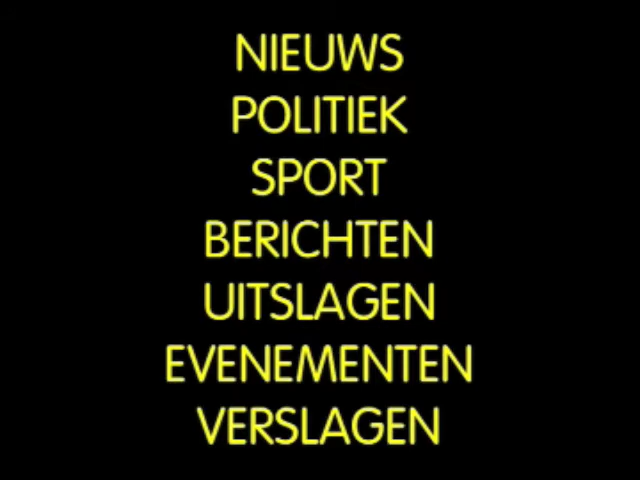 NIEUWS
POLITIEK
SPORT
BERICHTEN
UITSLAGEN
EVENEMENTEN
VERSLAGEN